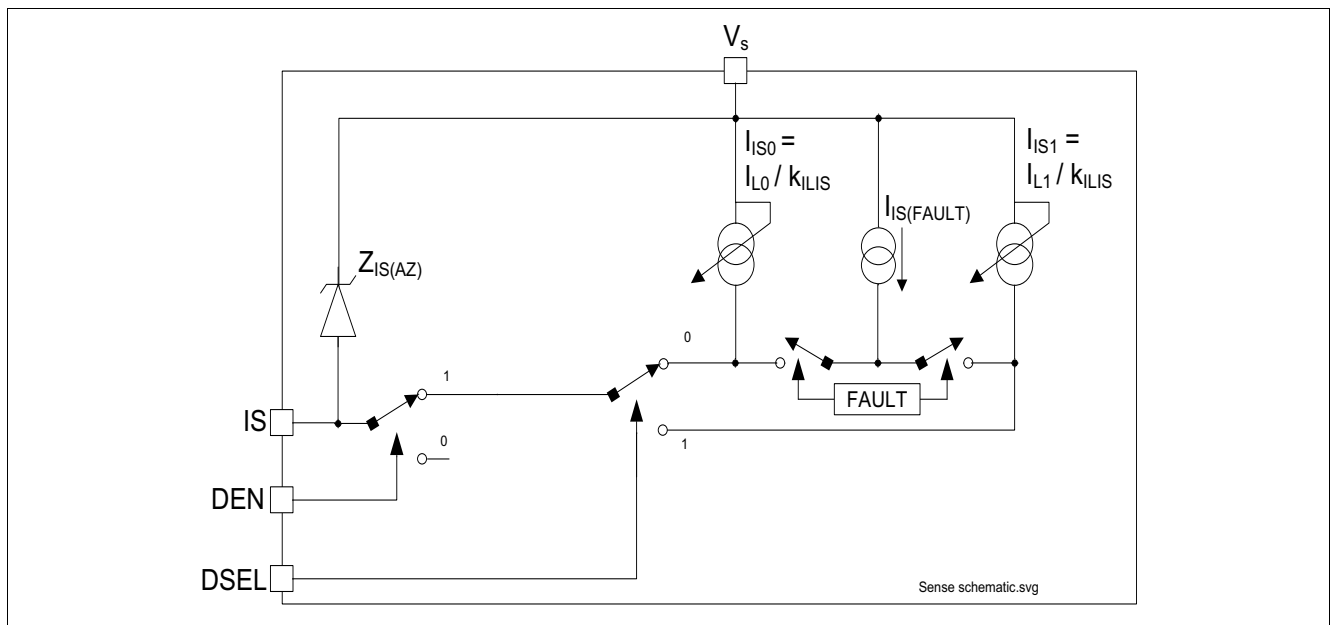 Vs
IIS0 =
IL0 / kILIS
IIS(FAULT)
IIS1 =
IL1 / kILIS
ZIS(AZ)
0
1
FAULT
IS
0
1
DEN
DSEL
Sense schematic.svg